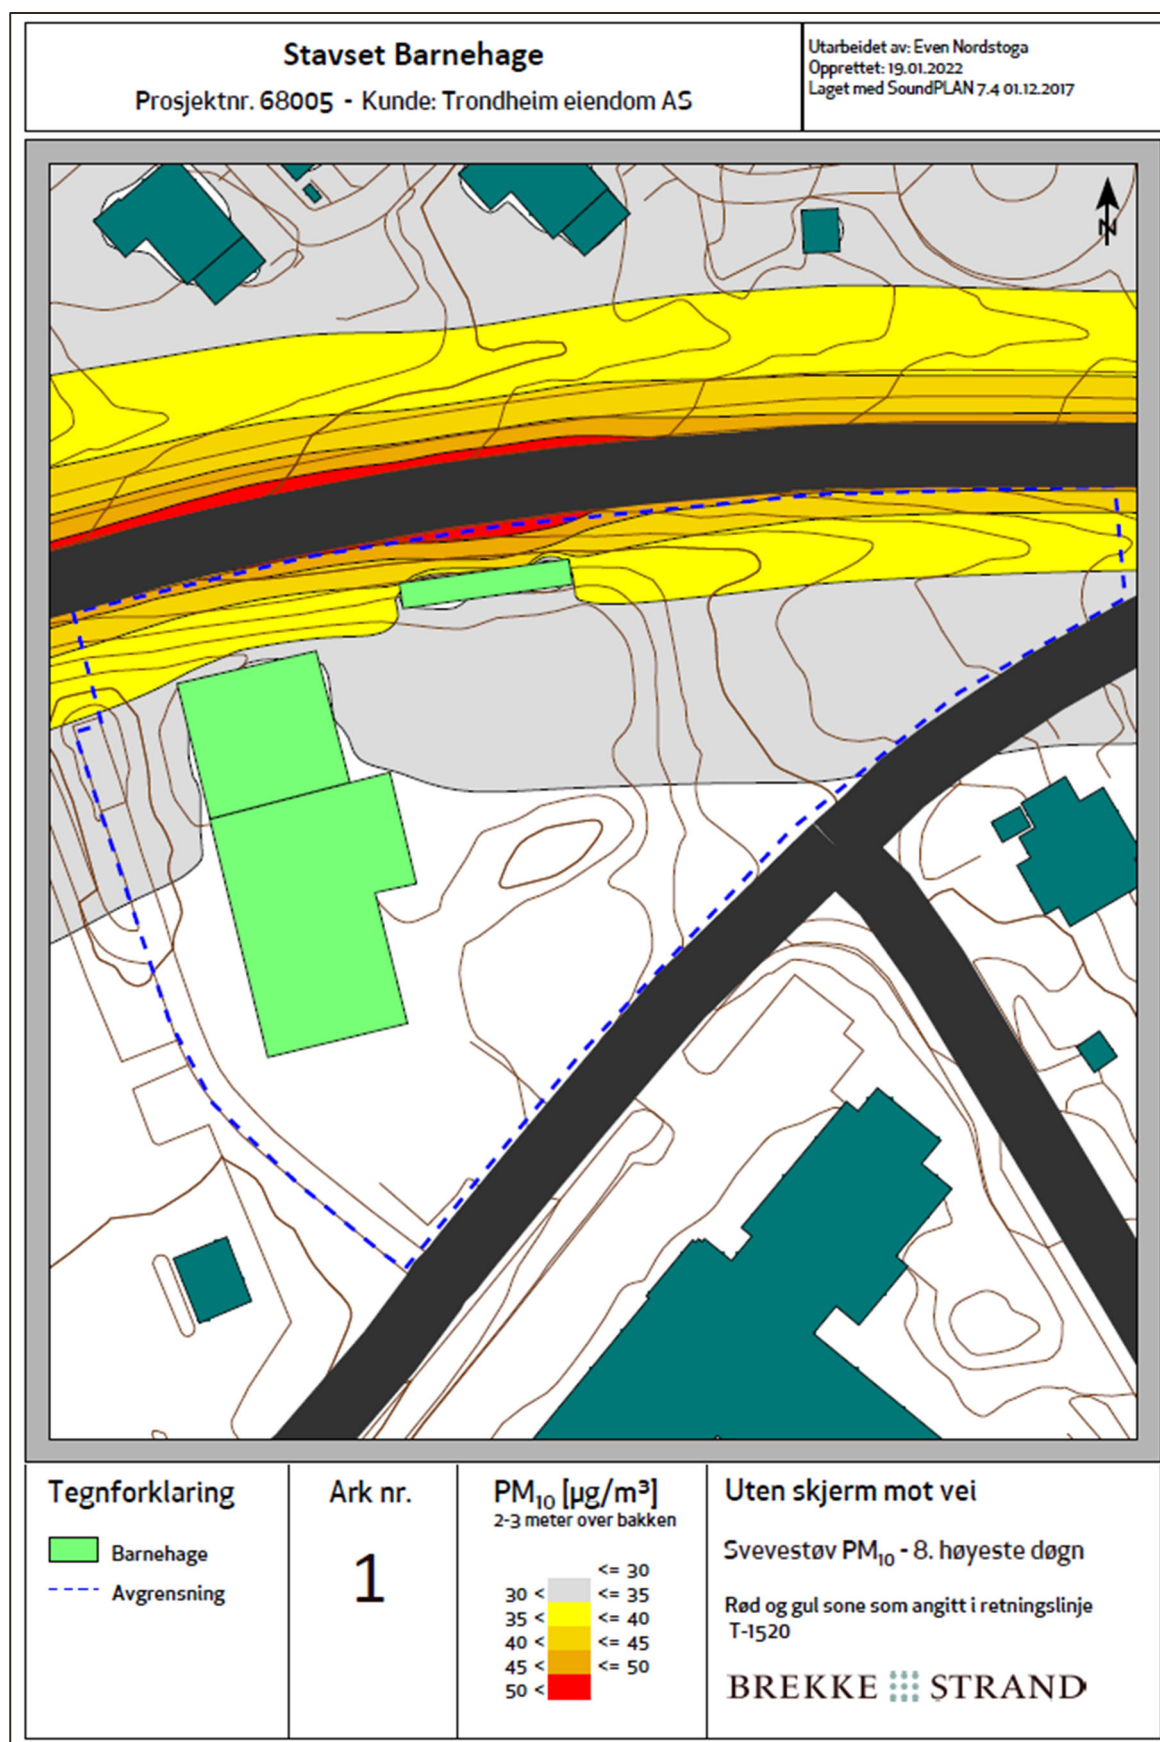 Stavset Barnehage
Prosjektnr. 68005 - Kunde: Trondheim eiendom AS
Utarbeidet av: Even Nordstoga
Opprettet: 19.01.2022
Laget med SoundPLAN 7.4 01.12.2017
N
Tegnforklaring
Barnehage
Avgrensning
Ark nr.
1
PM₁₀ [µg/m³]
2-3 meter over bakken
<= 30
30 < <= 35
35 < <= 40
40 < <= 45
45 < <= 50
50 <
Uten skjerm mot vei
Svevestøv PM₁₀ - 8. høyeste døgn
Rød og gul sone som angitt i retningslinje
T-1520
BREKKE STRAND